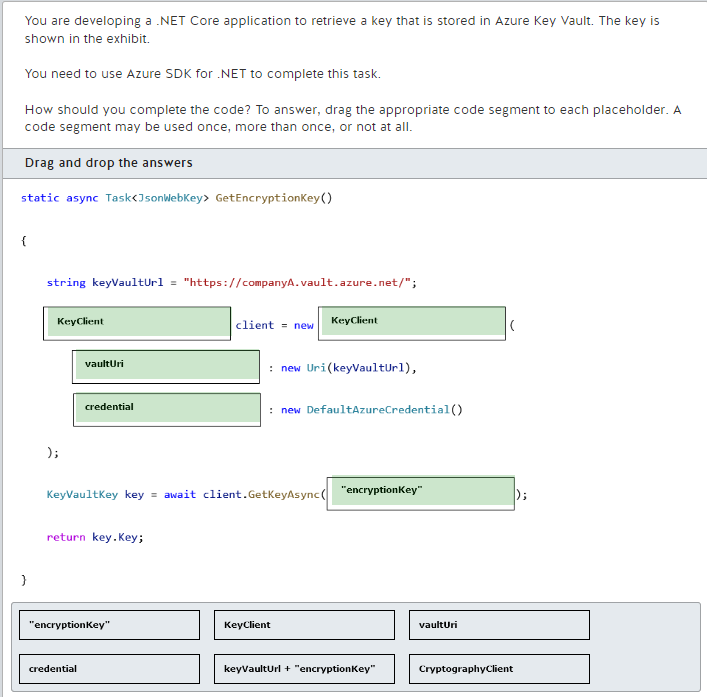 You are developing a .NET Core application to retrieve a key that is stored in Azure Key Vault. The key is
shown in the exhibit.
You need to use Azure SDK for .NET to complete this task.
How should you complete the code? To answer, drag the appropriate code segment to each placeholder. A
code segment may be used once, more than once, or not at all.
Drag and drop the answers
static async Task<JsonWebKey> GetEncryptionKey()
{
string keyVaultUrl = "https://companyA.vault.azure.net/";
KeyClient client = new KeyClient (
vaultUri : new Uri(keyVaultUrl),
credential : new DefaultAzureCredential()
);
KeyVaultKey key = await client.GetKeyAsync( "encryptionKey" );
return key.Key;
}
"encryptionKey" KeyClient vaultUri
credential keyVaultUrl + "encryptionKey" CryptographyClient